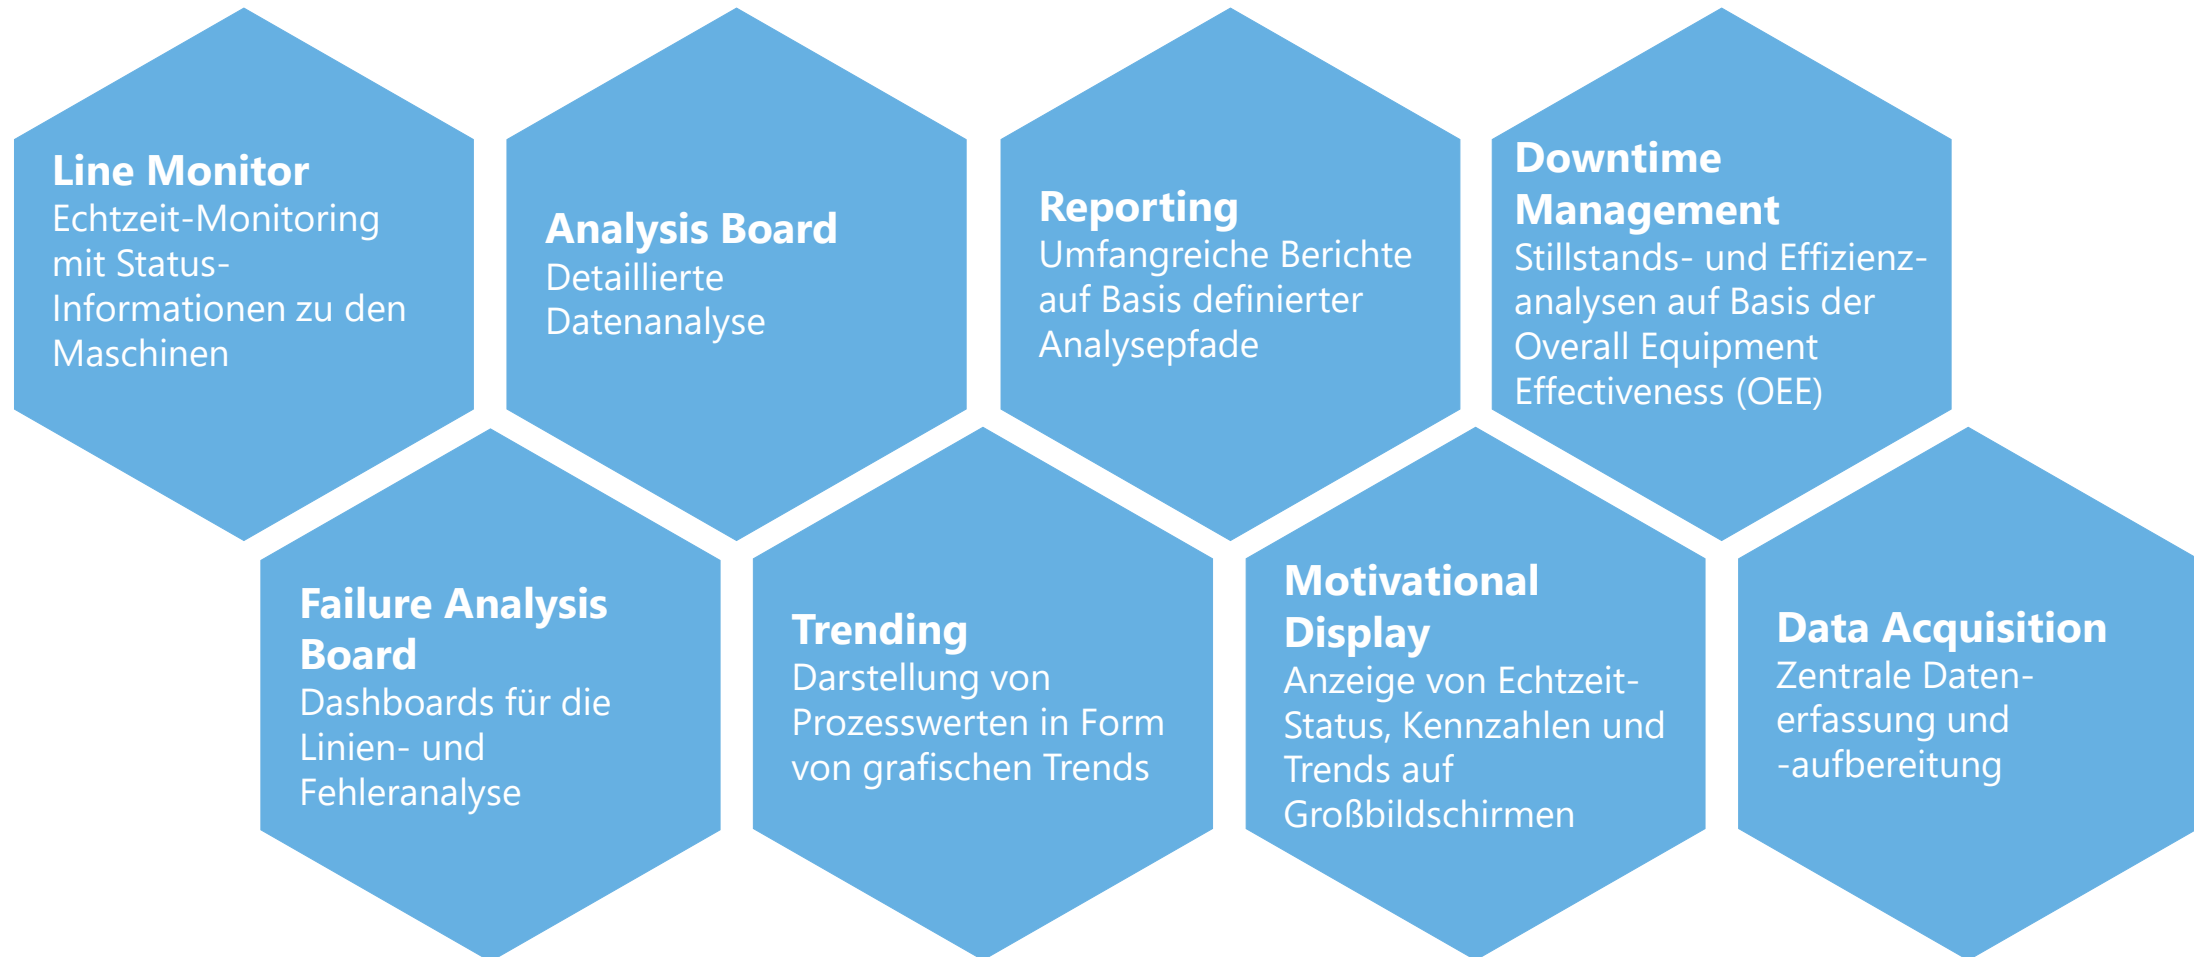 Line Monitor
Echtzeit-Monitoring
mit Status-
Informationen zu den
Maschinen
Analysis Board
Detaillierte
Datenanalyse
Reporting
Umfangreiche Berichte
auf Basis definierter
Analysepfade
Downtime
Management
Stillstands- und Effizienz-
analysen auf Basis der
Overall Equipment
Effectiveness (OEE)
Failure Analysis
Board
Dashboards für die
Linien- und
Fehleranalyse
Trending
Darstellung von
Prozesswerten in Form
von grafischen Trends
Motivational
Display
Anzeige von Echtzeit-
Status, Kennzahlen und
Trends auf
Großbildschirmen
Data Acquisition
Zentrale Daten-
erfassung und
-aufbereitung